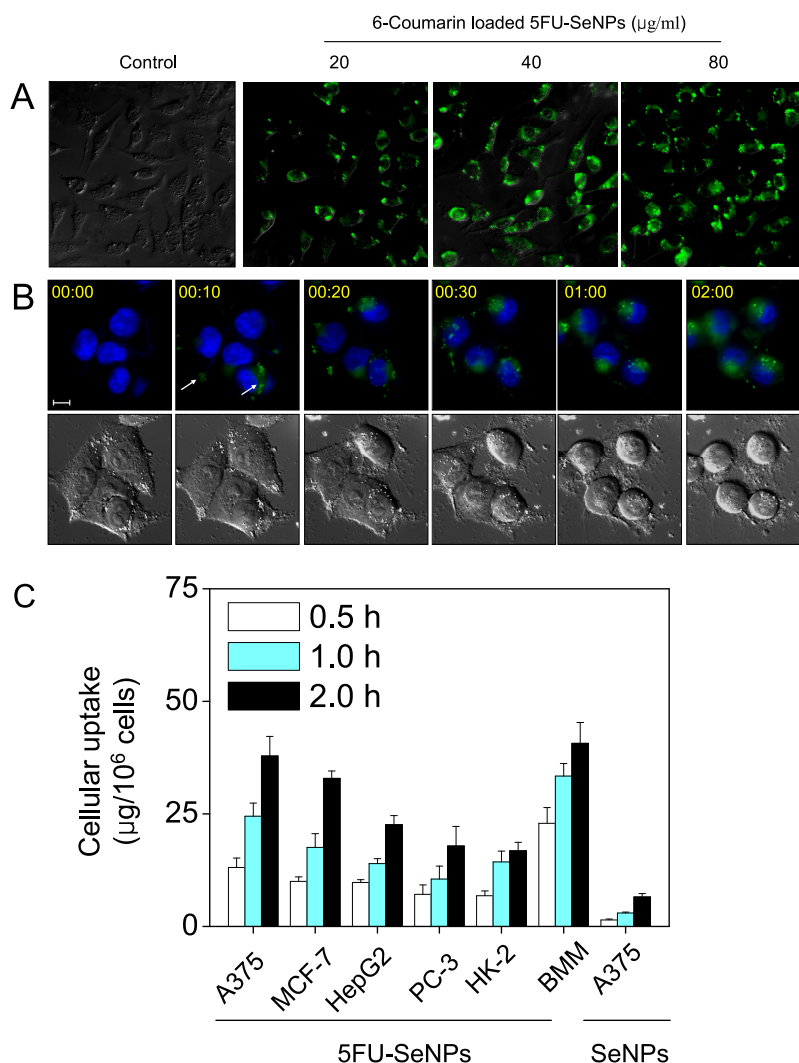 6-Coumarin loaded 5FU-SeNPs (μg/ml)
Control 20 40 80
A
B
00:00 00:10 00:20 00:30 01:00 02:00
C
75
50
25
0
Cellular uptake
(μg/10⁶ cells)
0.5 h
1.0 h
2.0 h
A375 MCF-7 HepG2 PC-3 HK-2 BMM A375
5FU-SeNPs SeNPs